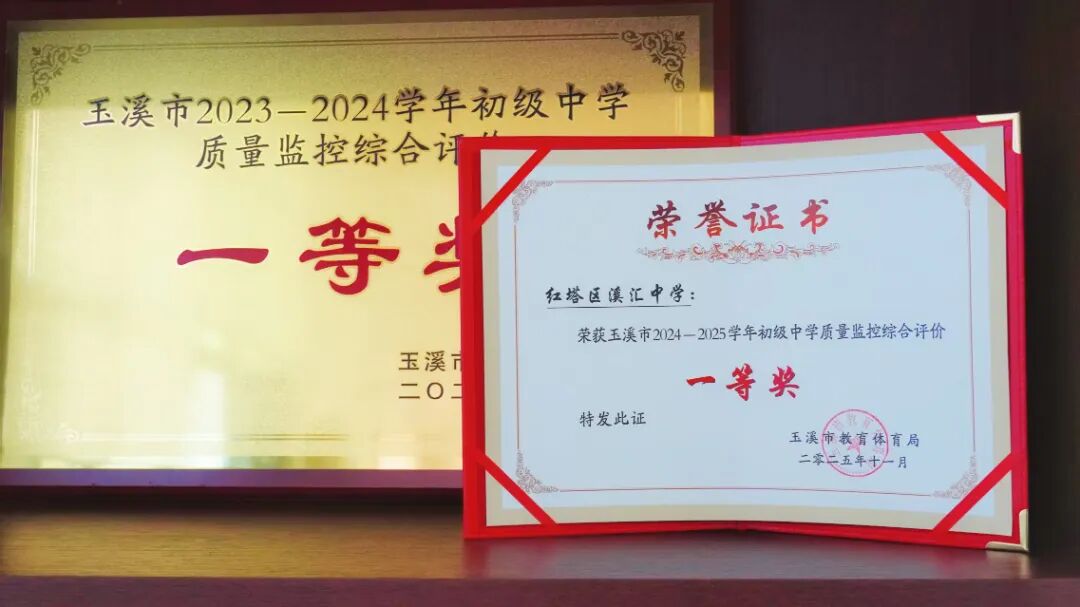 玉溪市2023—2024学年初级中学
质量监控综合评价
一等奖
玉溪市
二〇二
荣誉证书
红塔区溪汇中学：
荣获玉溪市2024—2025学年初级中学质量监控综合评价
一等奖
特发此证
玉溪市教育体育局
二零二五年十一月